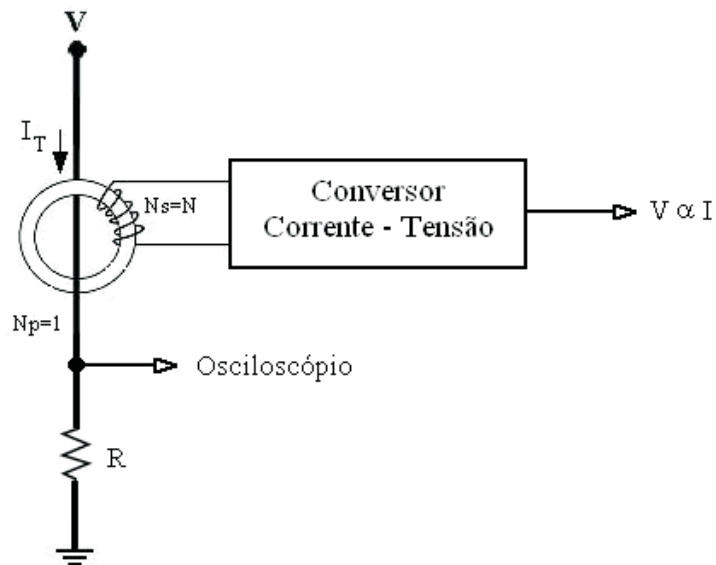 V
I_T
Ns=N
Conversor
Corrente - Tensão
V α I
Np=1
Osciloscópio
R